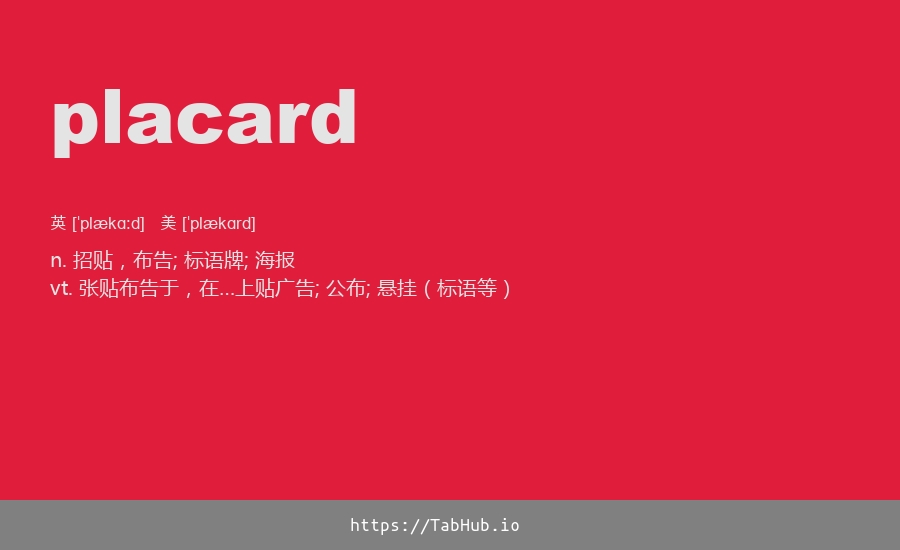 placard
英 ['plækɑːd] 美 ['plækɑrd]
n. 招贴，布告; 标语牌; 海报
vt. 张贴布告于，在...上贴广告; 公布; 悬挂（标语等）
https://TabHub.io